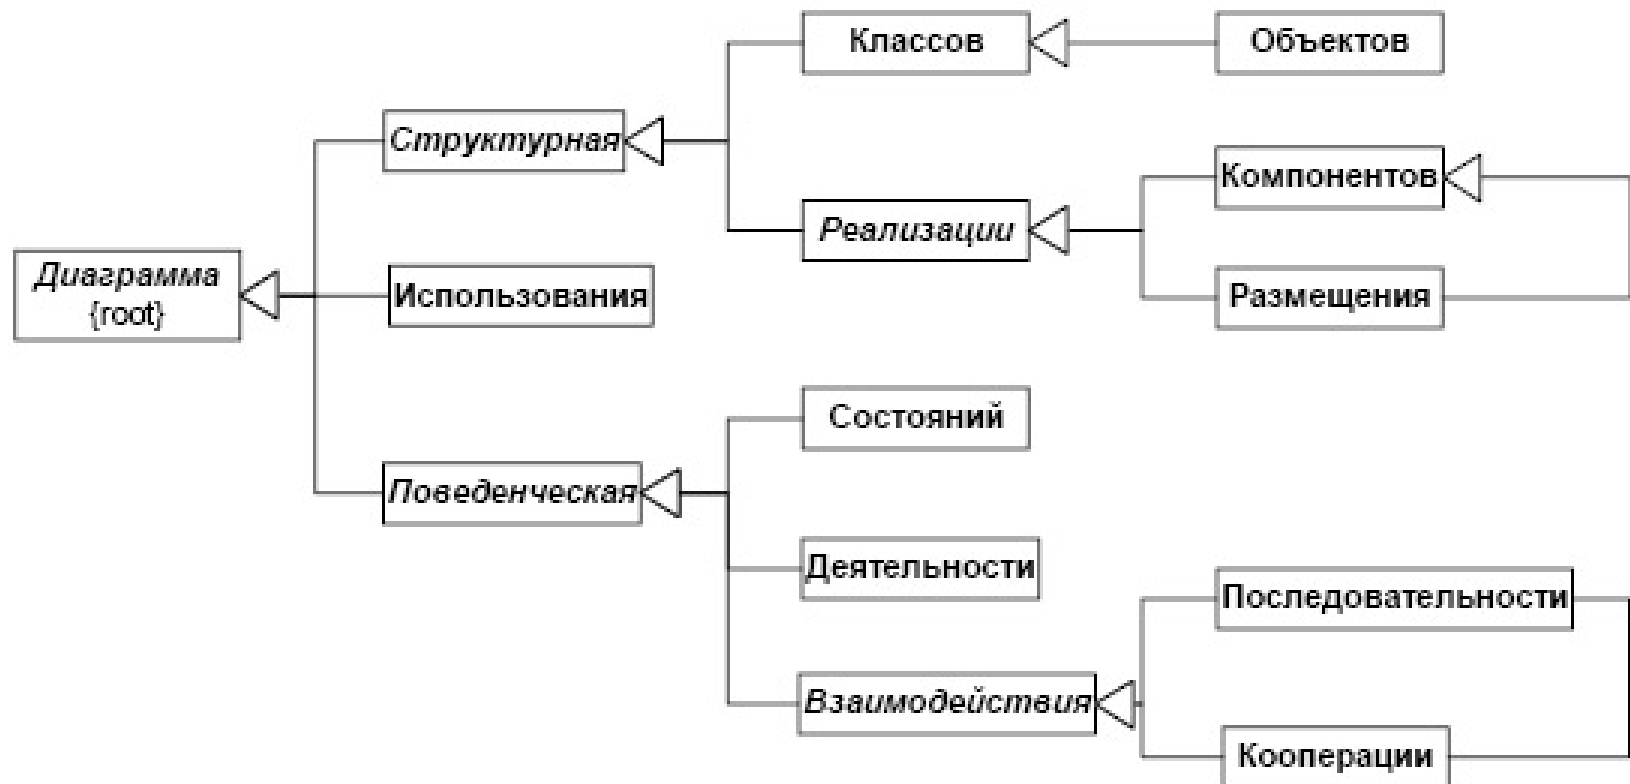 Классов
Объектов
Структурная
Компонентов
Реализации
Диаграмма
{root}
Использования
Размещения
Состояний
Поведенческая
Деятельности
Последовательности
Взаимодействия
Кооперации